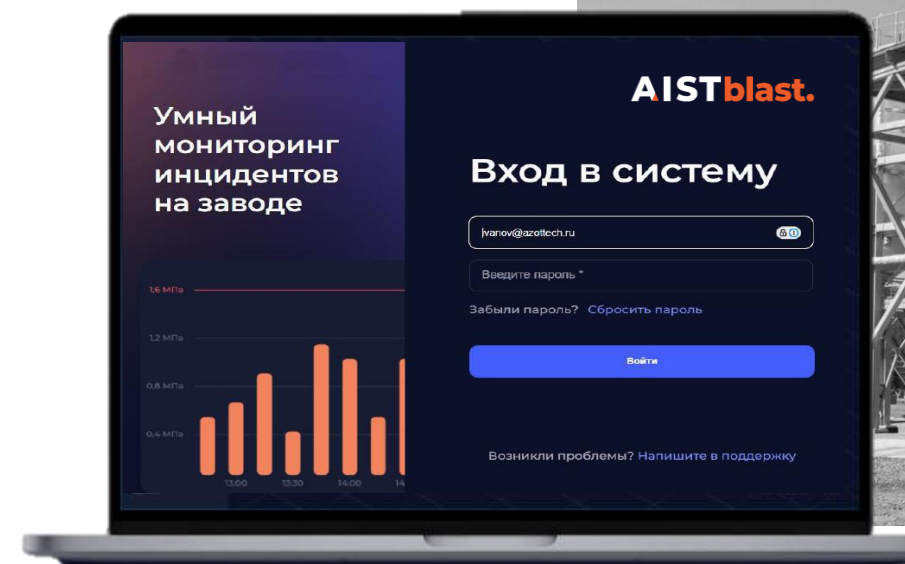 Умный
мониторинг
инцидентов
на заводе
1,6 МПа
1,2 МПа
0,8 МПа
0,4 МПа
13:00 13:30 14:00
AISTblast.
Вход в систему
ivanov@azottech.ru
Введите пароль *
Забыли пароль? Сбросить пароль
Войти
Возникли проблемы? Напишите в поддержку